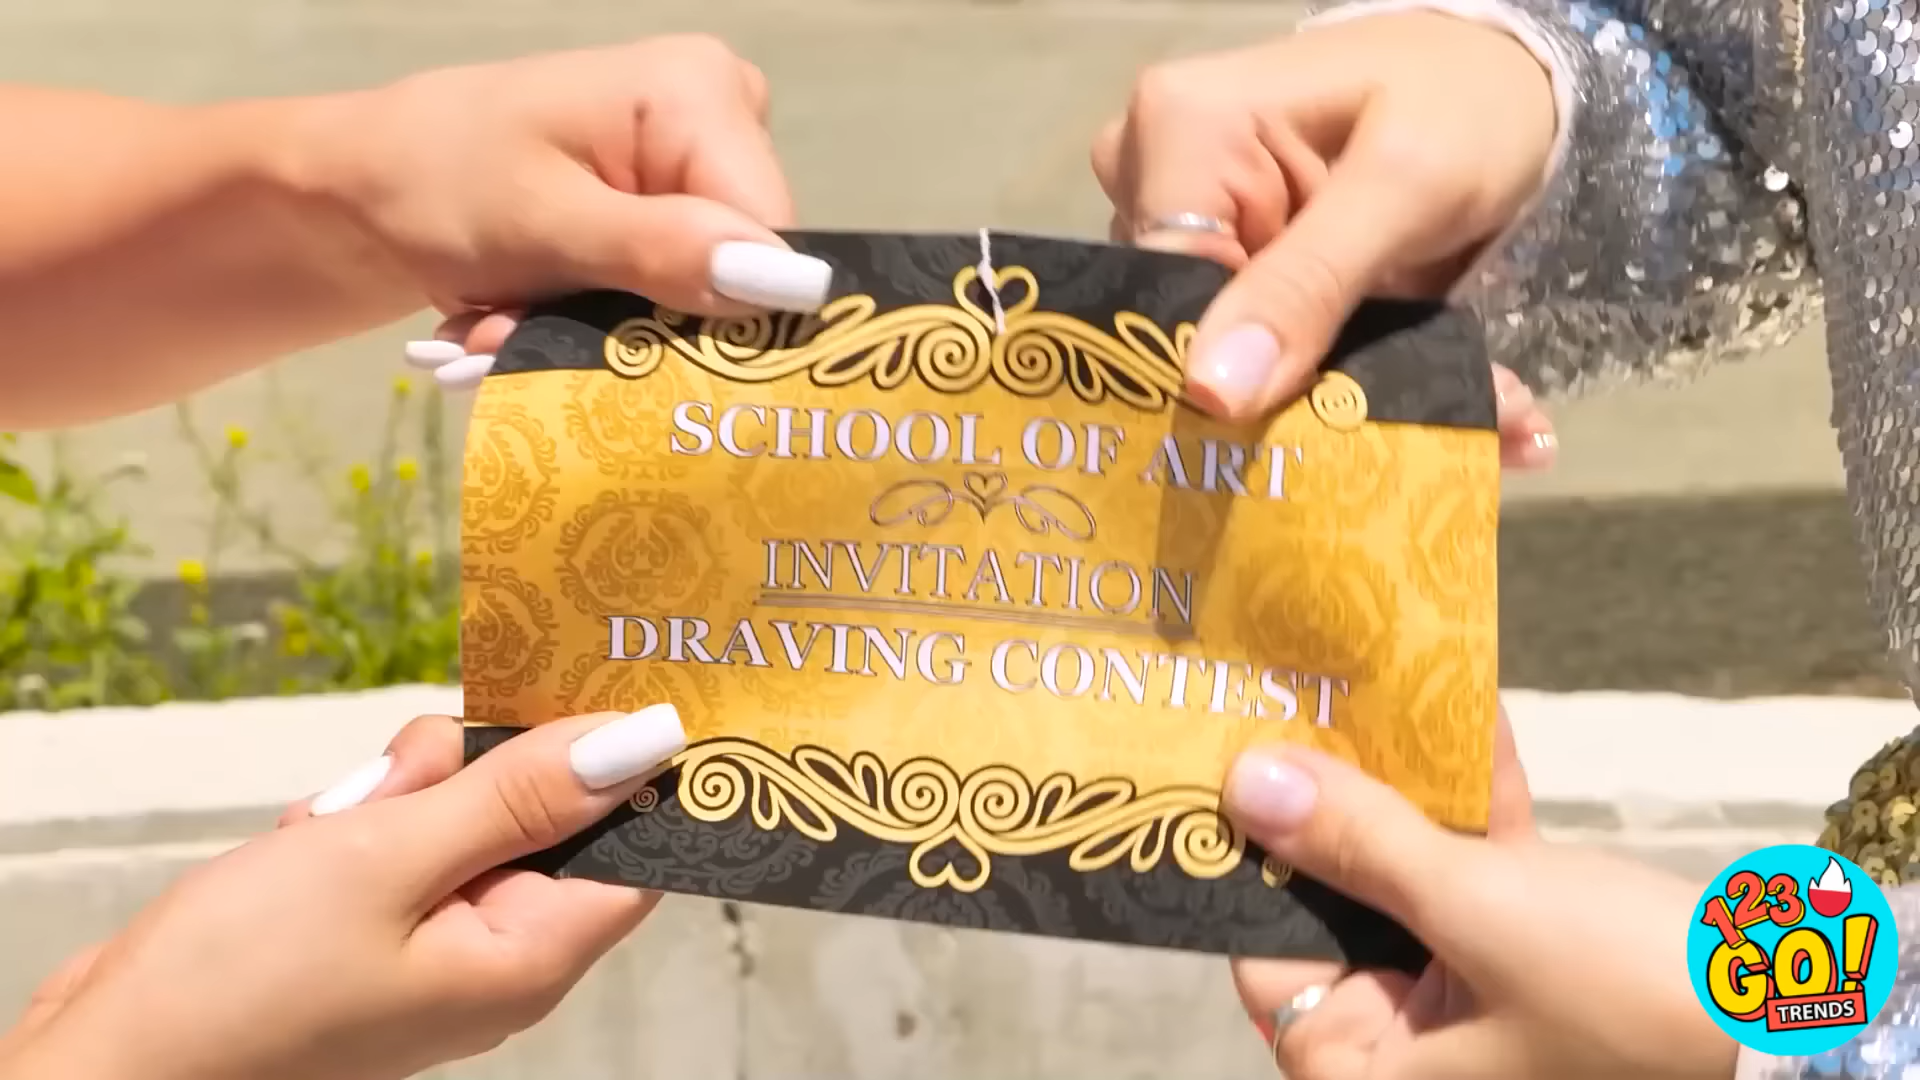 SCHOOL OF ART
INVITATION
DRAVING CONTEST
123
GO!
TRENDS